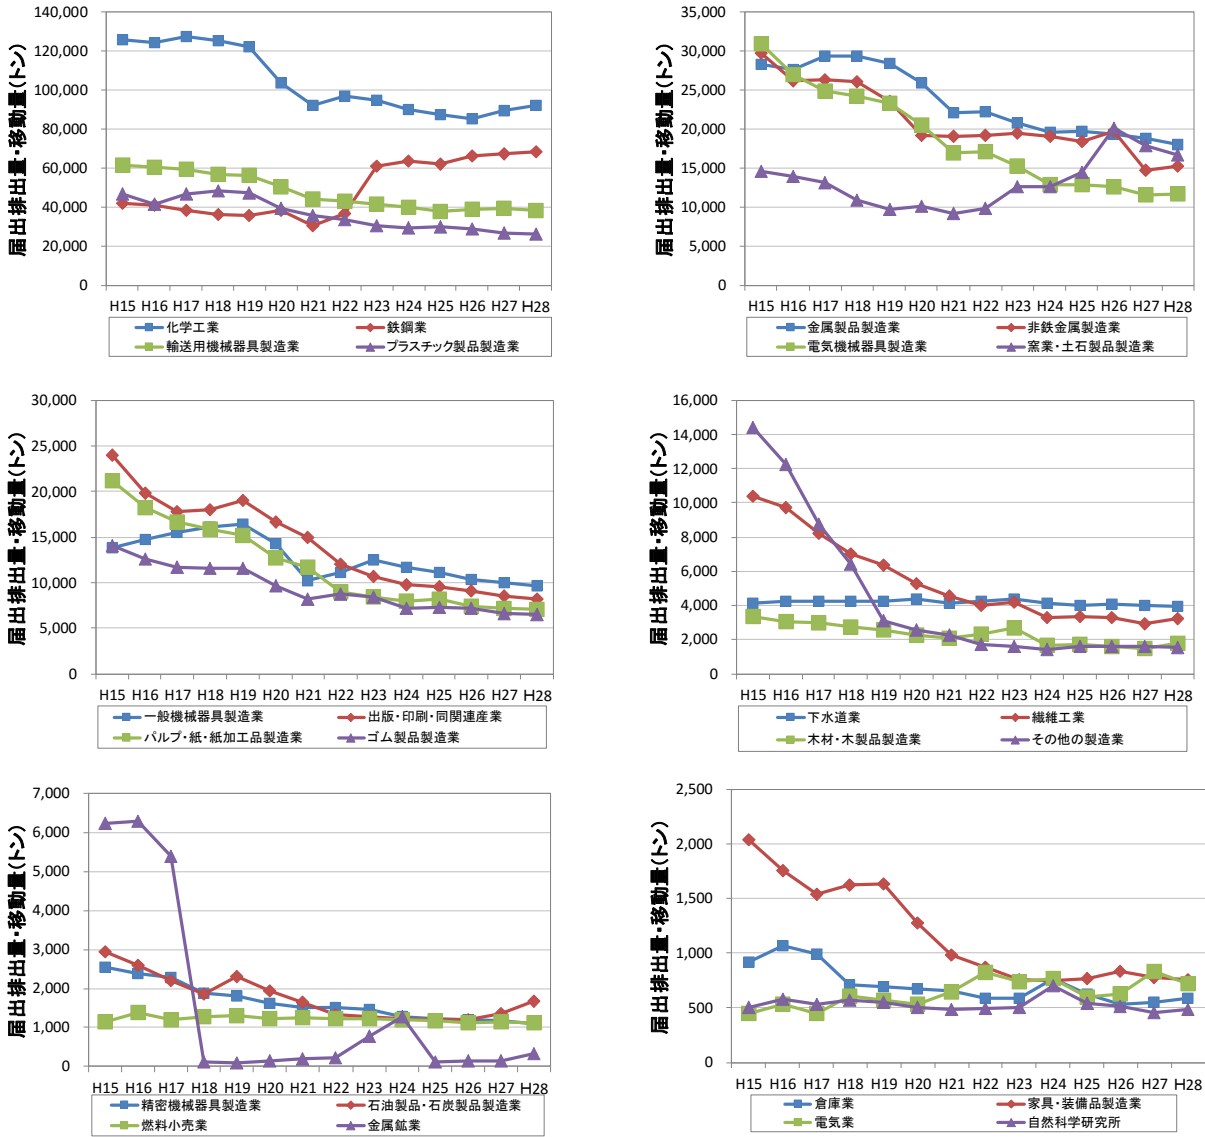 届出排出量・移動量(トン)
140,000
120,000
100,000
80,000
60,000
40,000
20,000
0
H15 H16 H17 H18 H19 H20 H21 H22 H23 H24 H25 H26 H27 H28
化学工業 鉄鋼業
輸送用機械器具製造業 プラスチック製品製造業
届出排出量・移動量(トン)
35,000
30,000
25,000
20,000
15,000
10,000
5,000
0
H15 H16 H17 H18 H19 H20 H21 H22 H23 H24 H25 H26 H27 H28
金属製品製造業 非鉄金属製造業
電気機械器具製造業 窯業・土石製品製造業
届出排出量・移動量(トン)
30,000
25,000
20,000
15,000
10,000
5,000
0
H15 H16 H17 H18 H19 H20 H21 H22 H23 H24 H25 H26 H27 H28
一般機械器具製造業 出版・印刷・同関連産業
パルプ・紙・紙加工品製造業 ゴム製品製造業
届出排出量・移動量(トン)
16,000
14,000
12,000
10,000
8,000
6,000
4,000
2,000
0
H15 H16 H17 H18 H19 H20 H21 H22 H23 H24 H25 H26 H27 H28
下水道業 繊維工業
木材・木製品製造業 その他の製造業
届出排出量・移動量(トン)
7,000
6,000
5,000
4,000
3,000
2,000
1,000
0
H15 H16 H17 H18 H19 H20 H21 H22 H23 H24 H25 H26 H27 H28
精密機械器具製造業 石油製品・石炭製品製造業
燃料小売業 金属鉱業
届出排出量・移動量(トン)
2,500
2,000
1,500
1,000
500
0
H15 H16 H17 H18 H19 H20 H21 H22 H23 H24 H25 H26 H27 H28
倉庫業 家具・装備品製造業
電気業 自然科学研究所